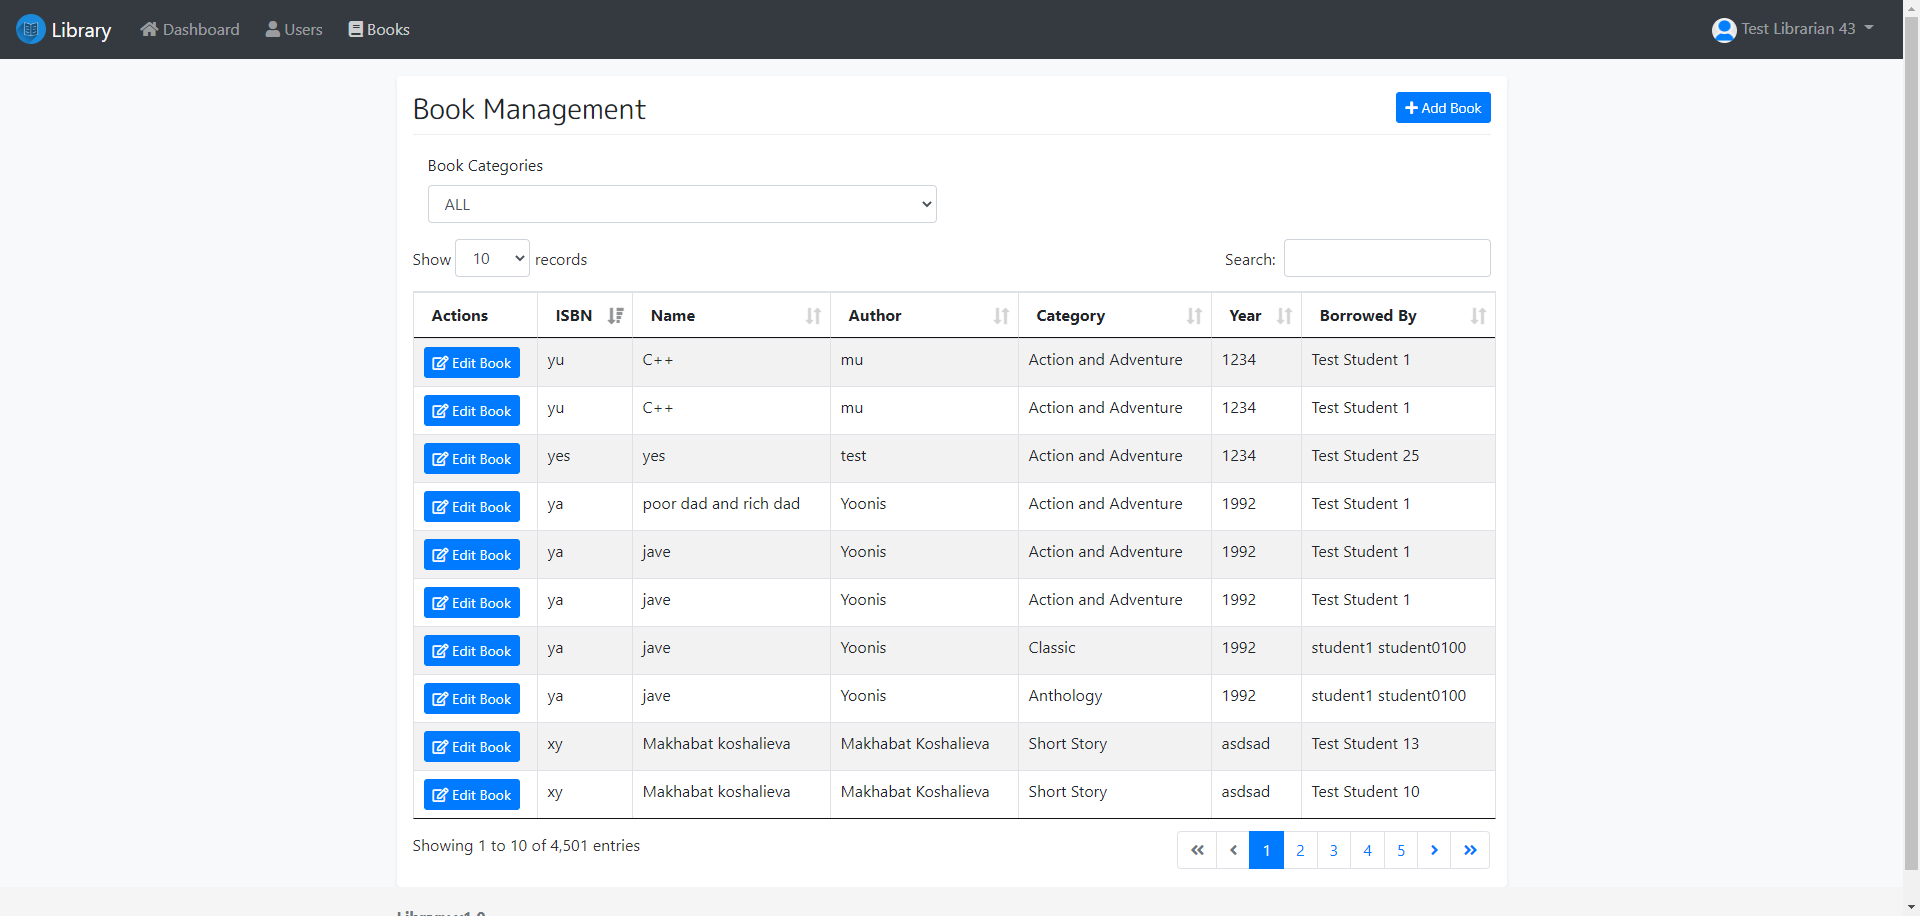 Library Dashboard Users Books Test Librarian 43
Book Management Add Book
Book Categories
ALL
Show 10 records Search:
Actions ISBN Name Author Category Year Borrowed By
Edit Book yu C++ mu Action and Adventure 1234 Test Student 1
Edit Book yu C++ mu Action and Adventure 1234 Test Student 1
Edit Book yes yes test Action and Adventure 1234 Test Student 25
Edit Book ya poor dad and rich dad Yoonis Action and Adventure 1992 Test Student 1
Edit Book ya jave Yoonis Action and Adventure 1992 Test Student 1
Edit Book ya jave Yoonis Action and Adventure 1992 Test Student 1
Edit Book ya jave Yoonis Classic 1992 student1 student0100
Edit Book ya jave Yoonis Anthology 1992 student1 student0100
Edit Book xy Makhabat koshalieva Makhabat Koshalieva Short Story asdsad Test Student 13
Edit Book xy Makhabat koshalieva Makhabat Koshalieva Short Story asdsad Test Student 10
Showing 1 to 10 of 4,501 entries « ‹ 1 2 3 4 5 › »